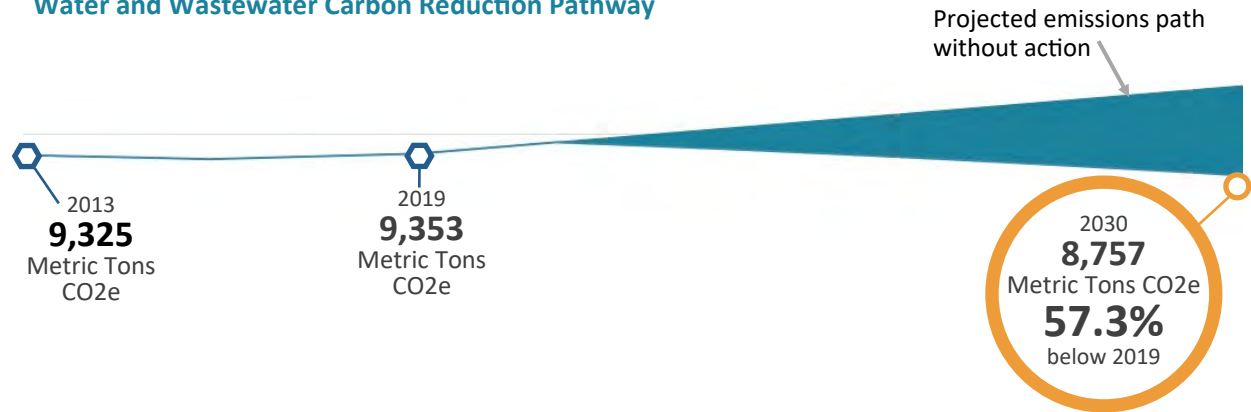 Water and Wastewater Carbon Reduction Pathway
Projected emissions path
without action
2013
9,325
Metric Tons
CO2e
2019
9,353
Metric Tons
CO2e
2030
8,757
Metric Tons CO2e
57.3%
below 2019